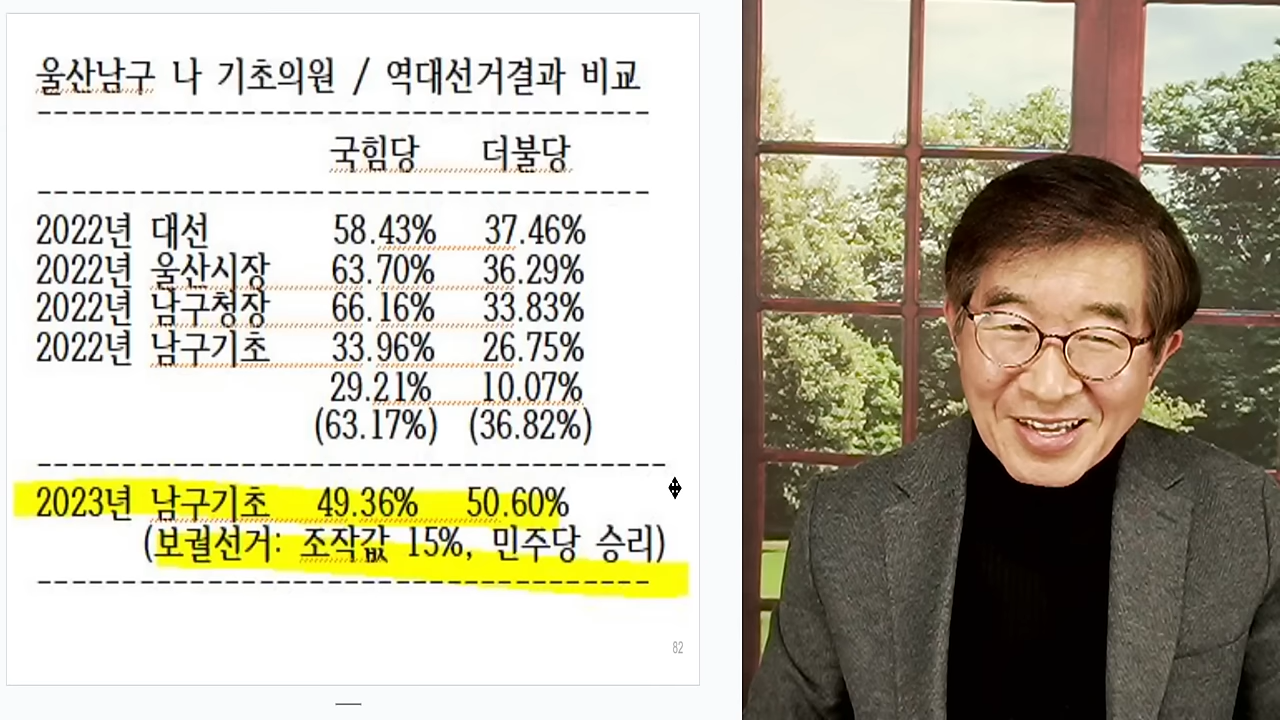 울산남구 나 기초의원 / 역대선거결과 비교
국힘당 더불당
2022년 대선 58.43% 37.46%
2022년 울산시장 63.70% 36.29%
2022년 남구청장 66.16% 33.83%
2022년 남구기초 33.96% 26.75%
29.21% 10.07%
(63.17%) (36.82%)
2023년 남구기초 49.36% 50.60%
(보궐선거: 조작값 15%, 민주당 승리)
82